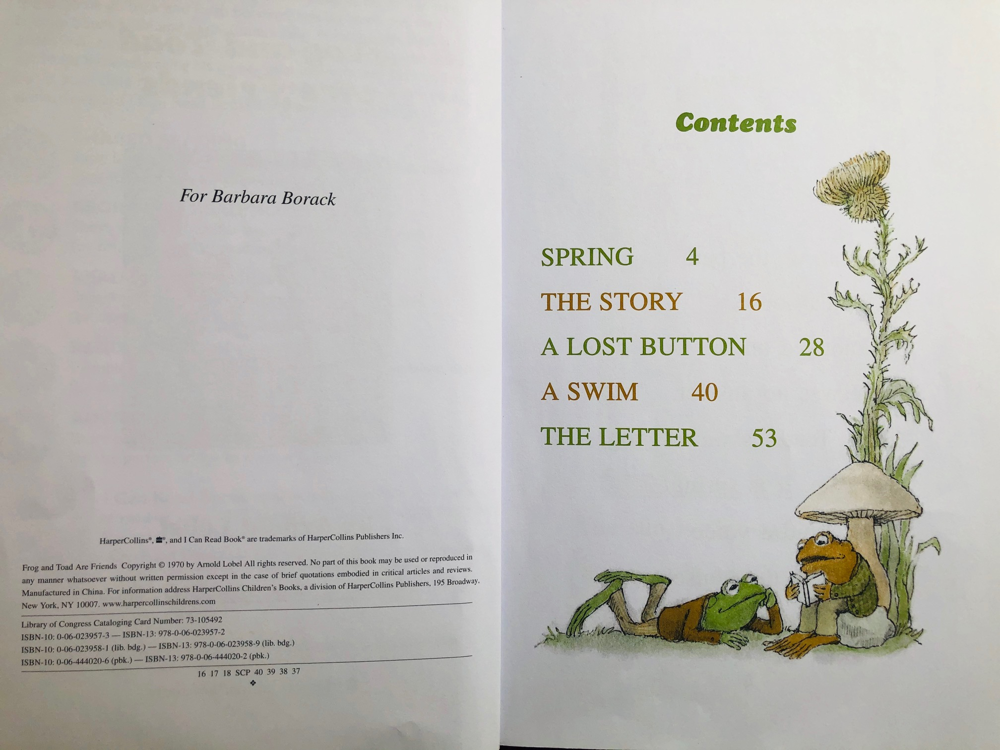 For Barbara Borack
HarperCollins®, ®, and I Can Read Book® are trademarks of HarperCollins Publishers Inc.
Frog and Toad Are Friends Copyright © 1970 by Arnold Lobel All rights reserved. No part of this book may be used or reproduced in
any manner whatsoever without written permission except in the case of brief quotations embodied in critical articles and reviews.
Manufactured in China. For information address HarperCollins Children's Books, a division of HarperCollins Publishers, 195 Broadway,
New York, NY 10007. www.harpercollinschildrens.com
Library of Congress Cataloging Card Number: 73-105492
ISBN-10: 0-06-023957-3 — ISBN-13: 978-0-06-023957-2
ISBN-10: 0-06-023958-1 (lib. bdg.) — ISBN-13: 978-0-06-023958-9 (lib. bdg.)
ISBN-10: 0-06-444020-6 (pbk.) — ISBN-13: 978-0-06-444020-2 (pbk.)
16 17 18 SCP 40 39 38 37
❖
Contents
SPRING 4
THE STORY 16
A LOST BUTTON 28
A SWIM 40
THE LETTER 53